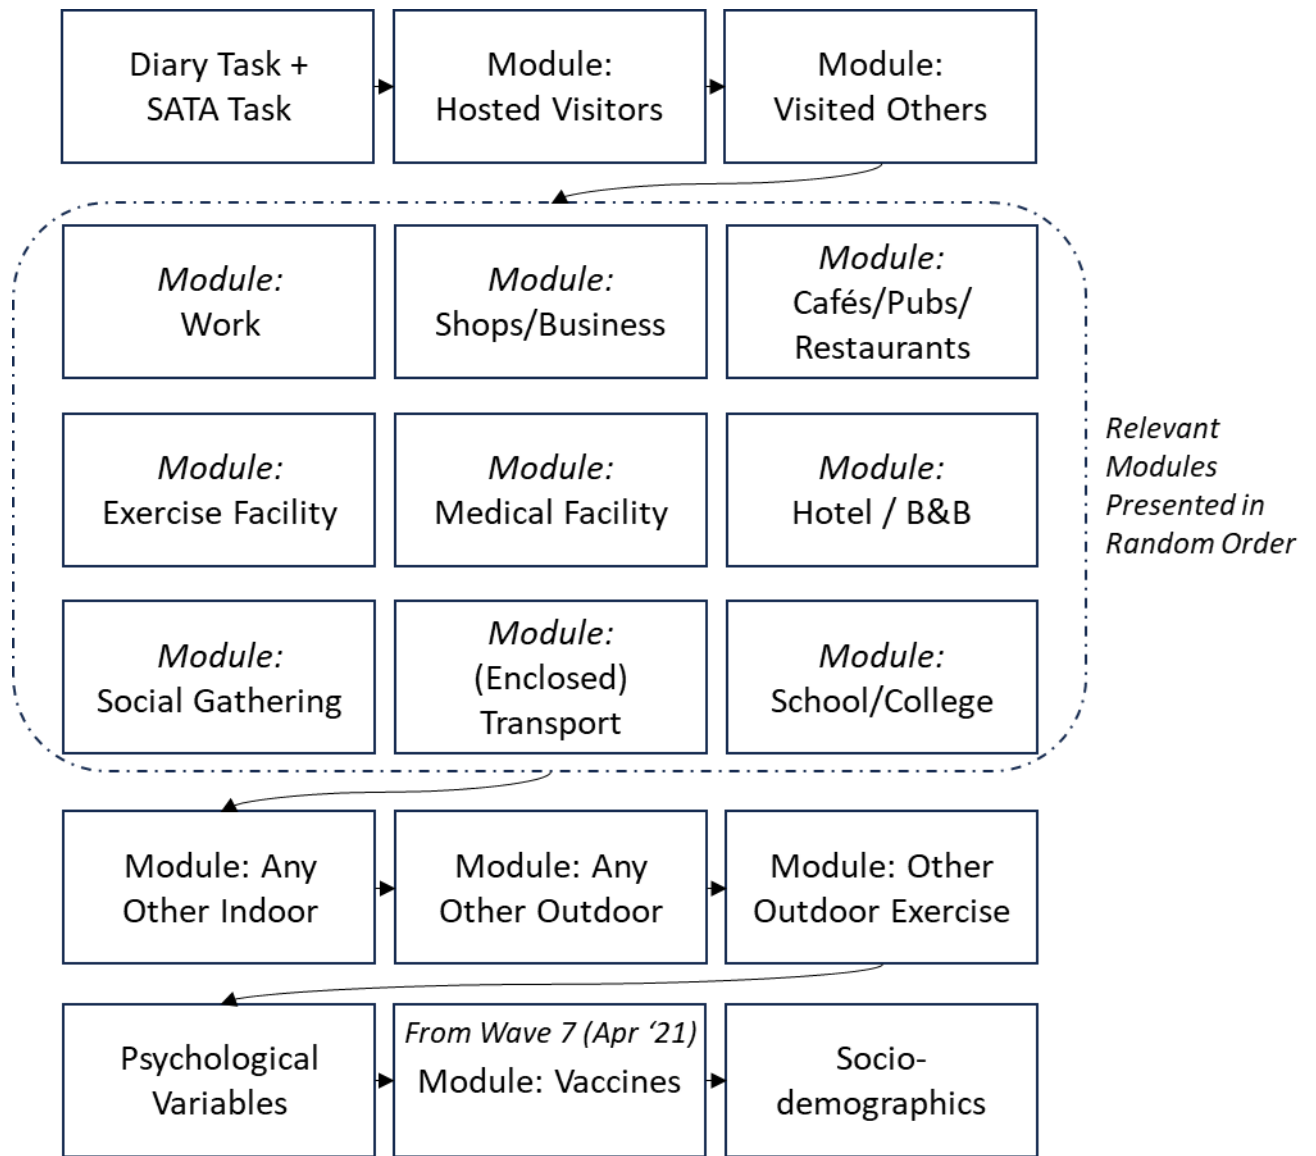 Diary Task +
SATA Task
Module:
Hosted Visitors
Module:
Visited Others
Module:
Work
Module:
Shops/Business
Module:
Cafés/Pubs/
Restaurants
Module:
Exercise Facility
Module:
Medical Facility
Module:
Hotel / B&B
Relevant
Modules
Presented in
Random Order
Module:
Social Gathering
Module:
(Enclosed)
Transport
Module:
School/College
Module: Any
Other Indoor
Module: Any
Other Outdoor
Module: Other
Outdoor Exercise
Psychological
Variables
From Wave 7 (Apr ‘21)
Module: Vaccines
Socio-
demographics